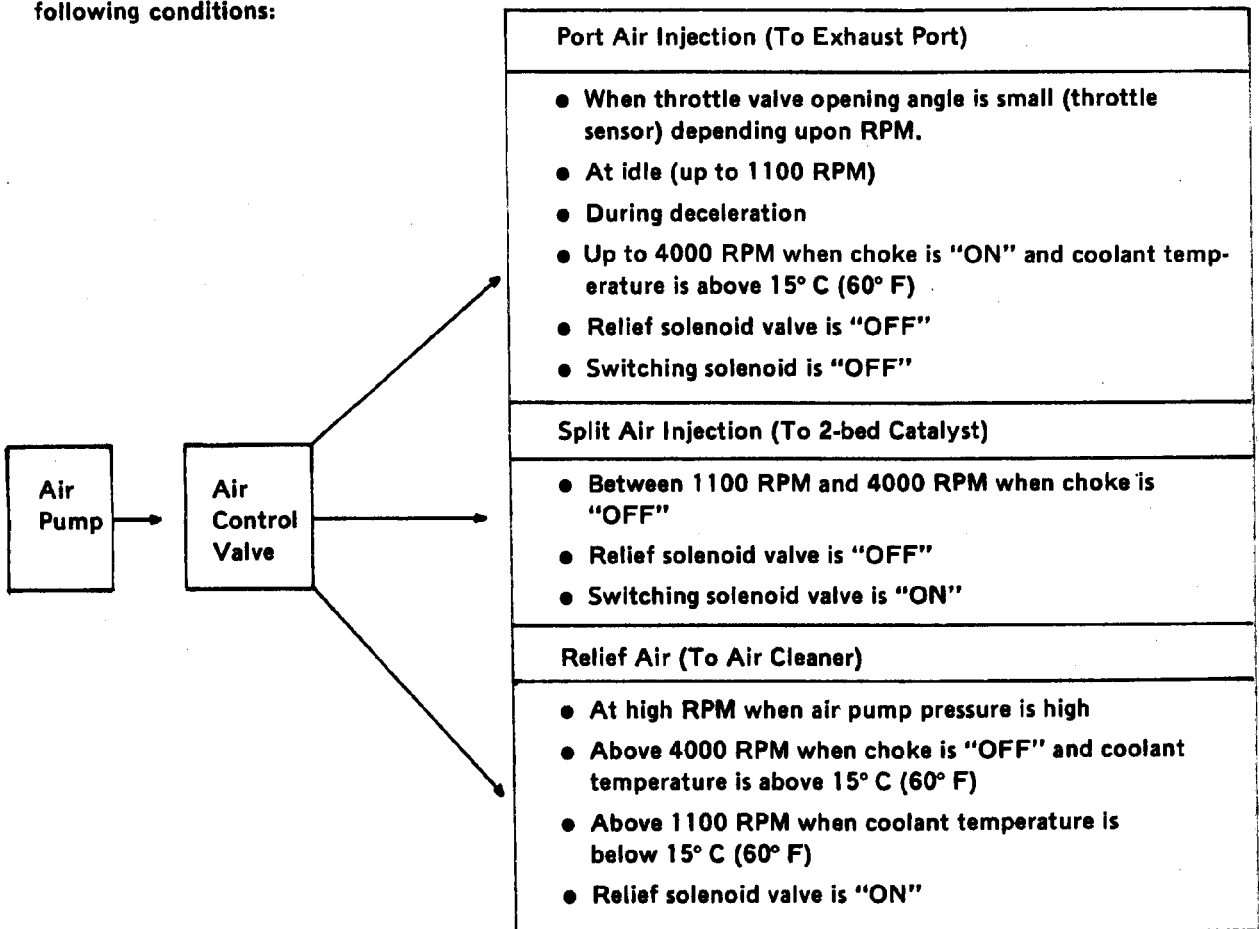 following conditions:
Port Air Injection (To Exhaust Port)
● When throttle valve opening angle is small (throttle
sensor) depending upon RPM.
● At idle (up to 1100 RPM)
● During deceleration
● Up to 4000 RPM when choke is "ON" and coolant temp-
erature is above 15° C (60° F)
● Relief solenoid valve is "OFF"
● Switching solenoid is "OFF"
Air
Pump
Air
Control
Valve
Split Air Injection (To 2-bed Catalyst)
● Between 1100 RPM and 4000 RPM when choke is
"OFF"
● Relief solenoid valve is "OFF"
● Switching solenoid valve is "ON"
Relief Air (To Air Cleaner)
● At high RPM when air pump pressure is high
● Above 4000 RPM when choke is "OFF" and coolant
temperature is above 15° C (60° F)
● Above 1100 RPM when coolant temperature is
below 15° C (60° F)
● Relief solenoid valve is "ON"